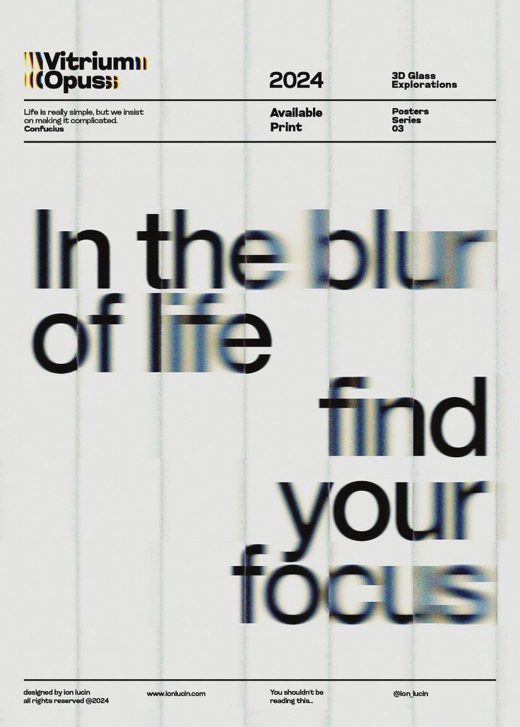 Vitrium
Opus
2024
3D Glass
Explorations
Life is really simple, but we insist
on making it complicated.
Confucius
Available
Print
Posters
Series
03
In the blur
of life
find
your
focus
designed by ion lucin
all rights reserved @2024
www.ionlucin.com
You shouldn't be
reading this..
@ion_lucin